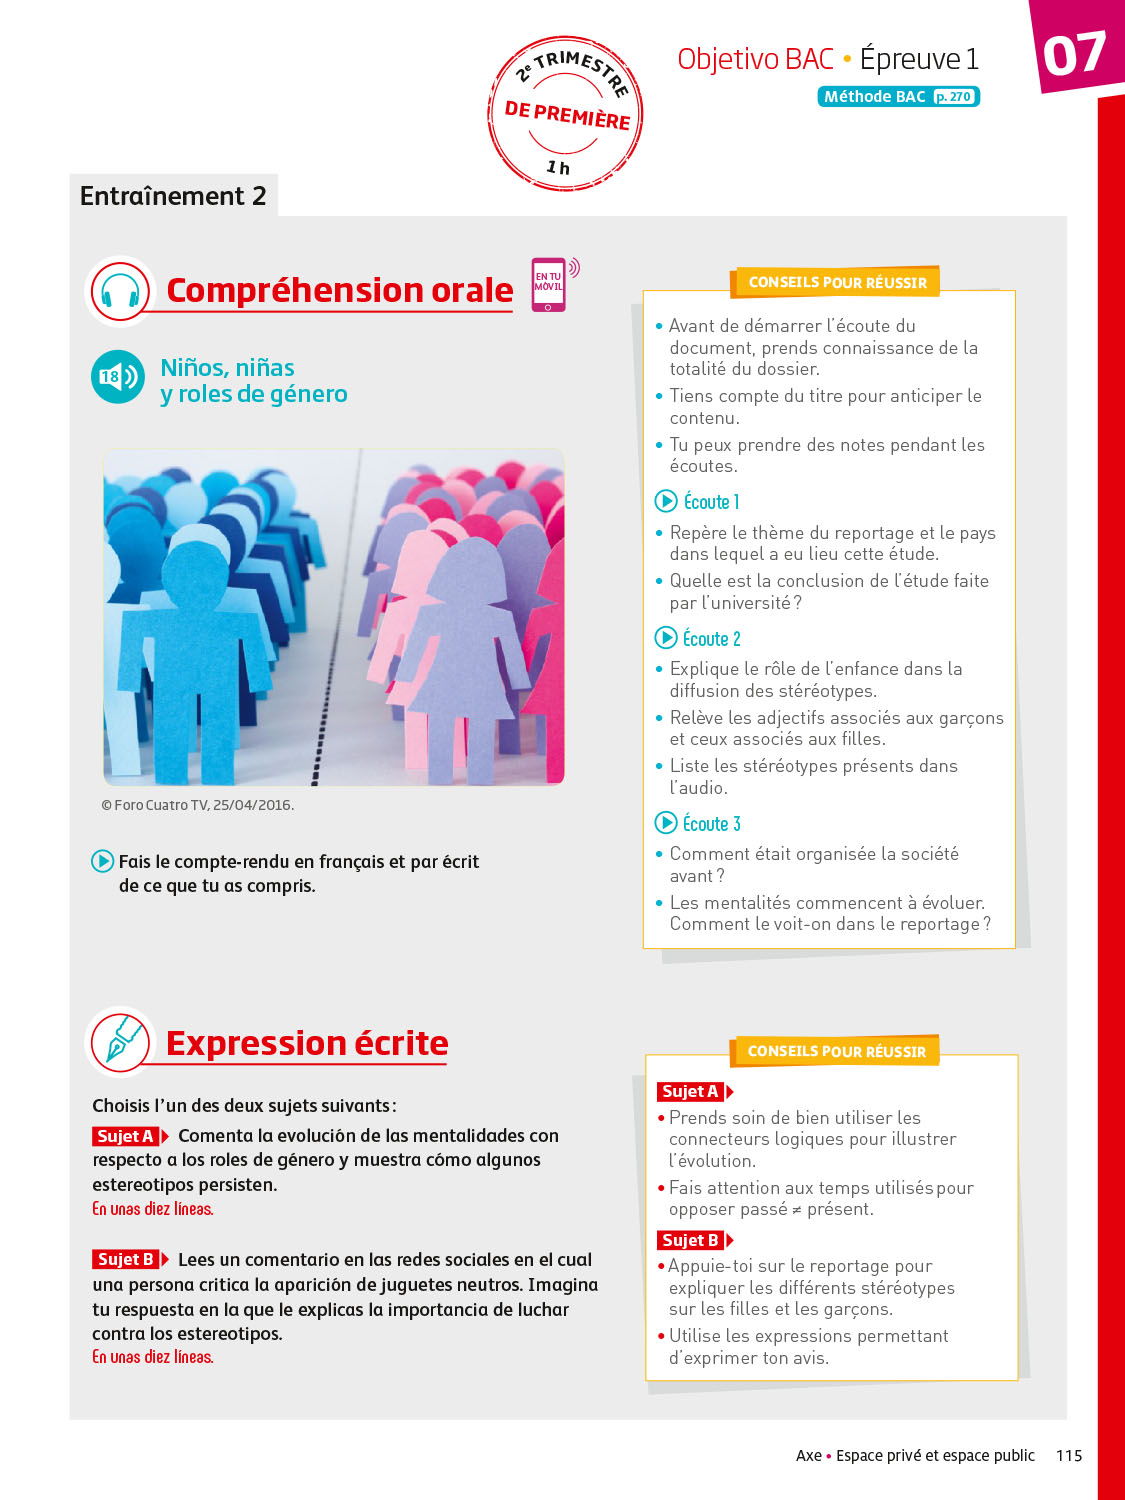 Objetivo BAC • Épreuve 1
Méthode BAC p. 270
07
2e TRIMESTRE
DE PREMIÈRE
1 h
Entraînement 2
Compréhension orale
EN TU
MÓVIL
18
Niños, niñas
y roles de género
© Foro Cuatro TV, 25/04/2016.
Fais le compte-rendu en français et par écrit
de ce que tu as compris.
CONSEILS POUR RÉUSSIR
• Avant de démarrer l'écoute du
document, prends connaissance de la
totalité du dossier.
• Tiens compte du titre pour anticiper le
contenu.
• Tu peux prendre des notes pendant les
écoutes.
Écoute 1
• Repère le thème du reportage et le pays
dans lequel a eu lieu cette étude.
• Quelle est la conclusion de l'étude faite
par l'université ?
Écoute 2
• Explique le rôle de l'enfance dans la
diffusion des stéréotypes.
• Relève les adjectifs associés aux garçons
et ceux associés aux filles.
• Liste les stéréotypes présents dans
l'audio.
Écoute 3
• Comment était organisée la société
avant ?
• Les mentalités commencent à évoluer.
Comment le voit-on dans le reportage ?
Expression écrite
Choisis l'un des deux sujets suivants :
Sujet A Comenta la evolución de las mentalidades con
respecto a los roles de género y muestra cómo algunos
estereotipos persisten.
En unas diez líneas.
Sujet B Lees un comentario en las redes sociales en el cual
una persona critica la aparición de juguetes neutros. Imagina
tu respuesta en la que le explicas la importancia de luchar
contra los estereotipos.
En unas diez líneas.
CONSEILS POUR RÉUSSIR
Sujet A
• Prends soin de bien utiliser les
connecteurs logiques pour illustrer
l'évolution.
• Fais attention aux temps utilisés pour
opposer passé ≠ présent.
Sujet B
• Appuie-toi sur le reportage pour
expliquer les différents stéréotypes
sur les filles et les garçons.
• Utilise les expressions permettant
d'exprimer ton avis.
Axe • Espace privé et espace public 115